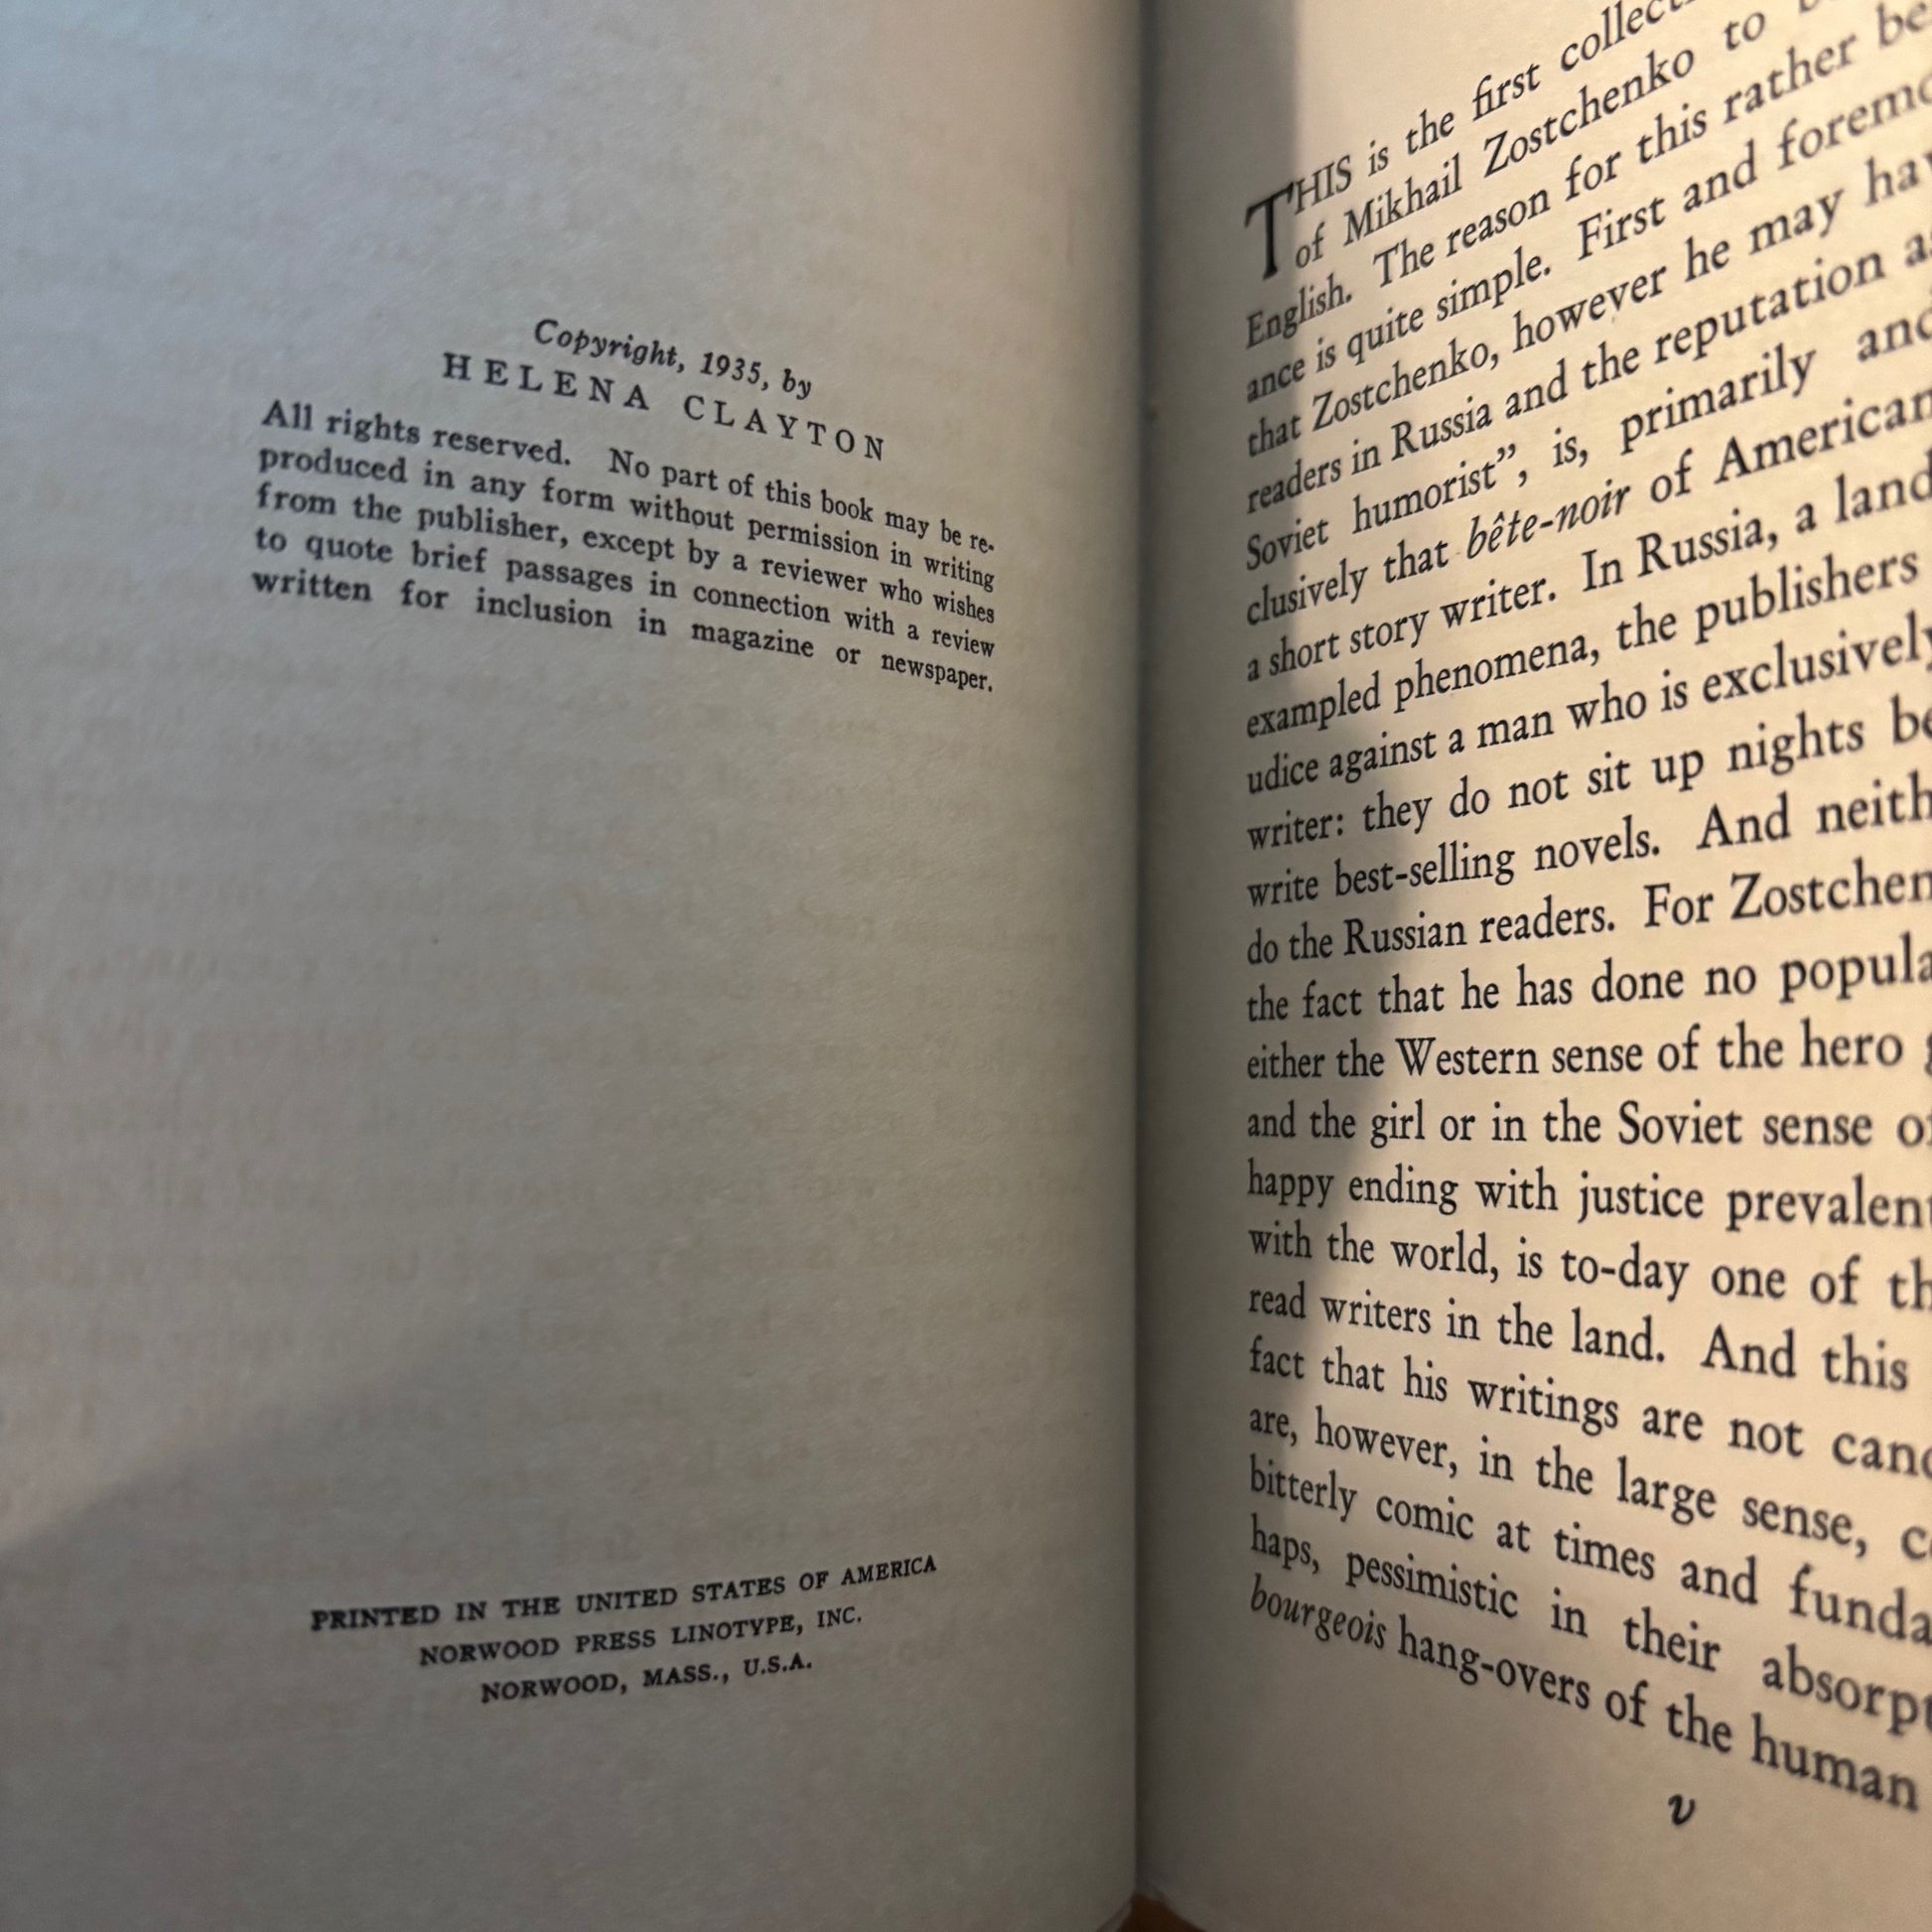 Copyright, 1935, by
HELENA CLAYTON
All rights reserved. No part of this book may be re-
produced in any form without permission in writing
from the publisher, except by a reviewer who wishes
to quote brief passages in connection with a review
written for inclusion in magazine or newspaper.
PRINTED IN THE UNITED STATES OF AMERICA
NORWOOD PRESS LINOTYPE, INC.
NORWOOD, MASS., U.S.A.
THIS is the first
of Mikhail Zostchenko to
English. The reason for this rather
ance is quite simple. First and
that Zostchenko, however he may
readers in Russia and the reputation
Soviet humorist", is, primarily
clusively that bête-noir of
a short story writer. In Russia, a land
exampled phenomena, the publishers
udice against a man who is
writer: they do not sit up nights
write best-selling novels. And
do the Russian readers. For
the fact that he has done no
either the Western sense of the hero
and the girl or in the Soviet sense
happy ending with justice
with the world, is to-day one of
read writers in the land. And this
fact that his writings are not
are, however, in the large sense,
bitterly comic at times and
haps, pessimistic in their
bourgeois hang-overs of the human
v